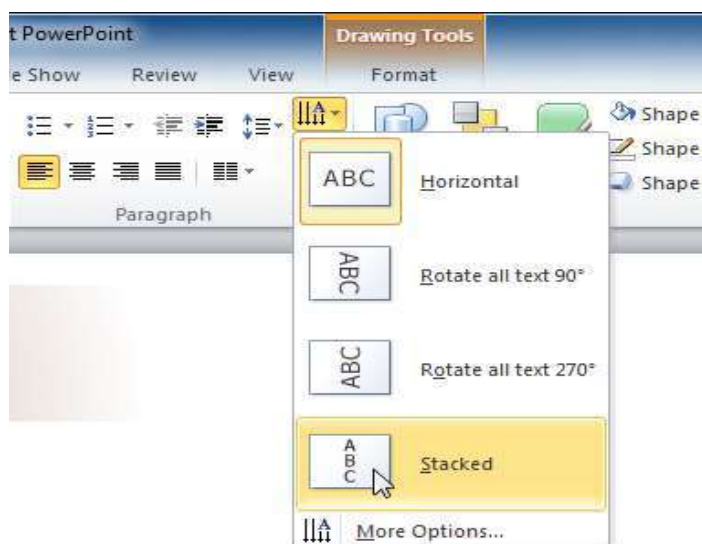 t PowerPoint
Drawing Tools
e Show Review View Format
Shape
Shape
Shape
Paragraph
ABC Horizontal
ABC Rotate all text 90°
ABC Rotate all text 270°
A
B
C
Stacked
More Options...